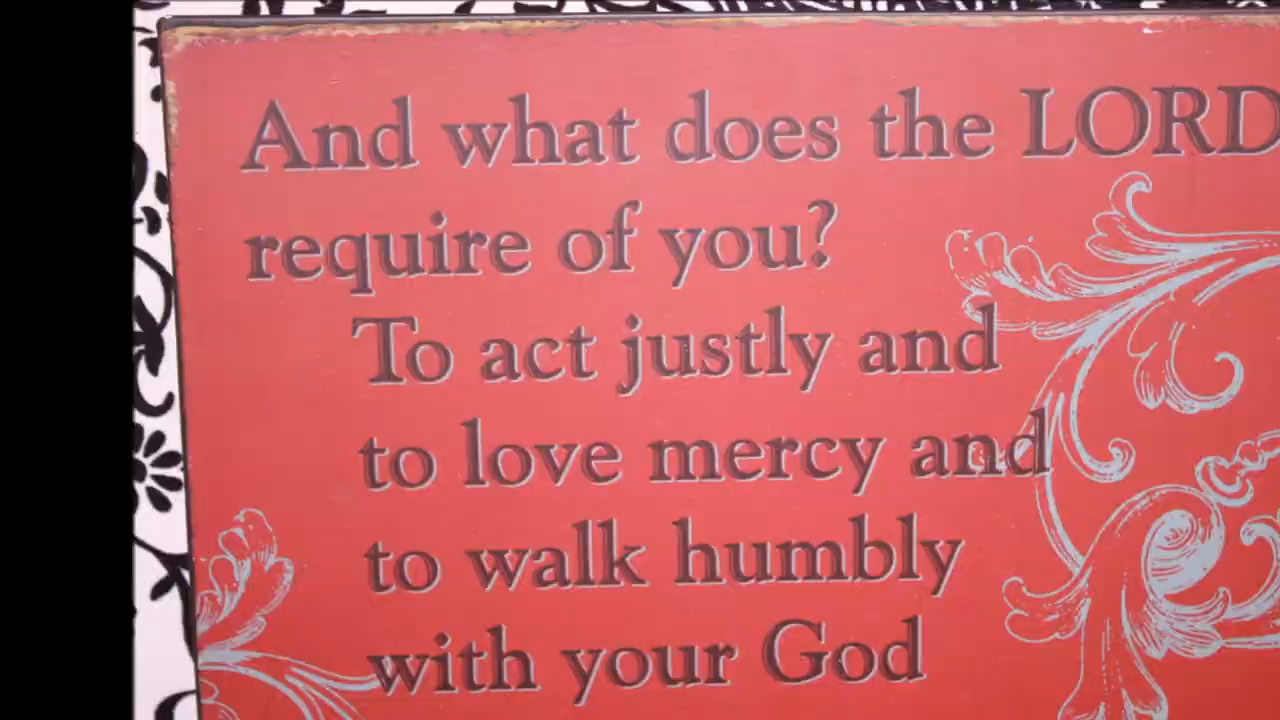 And what does the LORD
require of you?
To act justly and
to love mercy and
to walk humbly
with your God